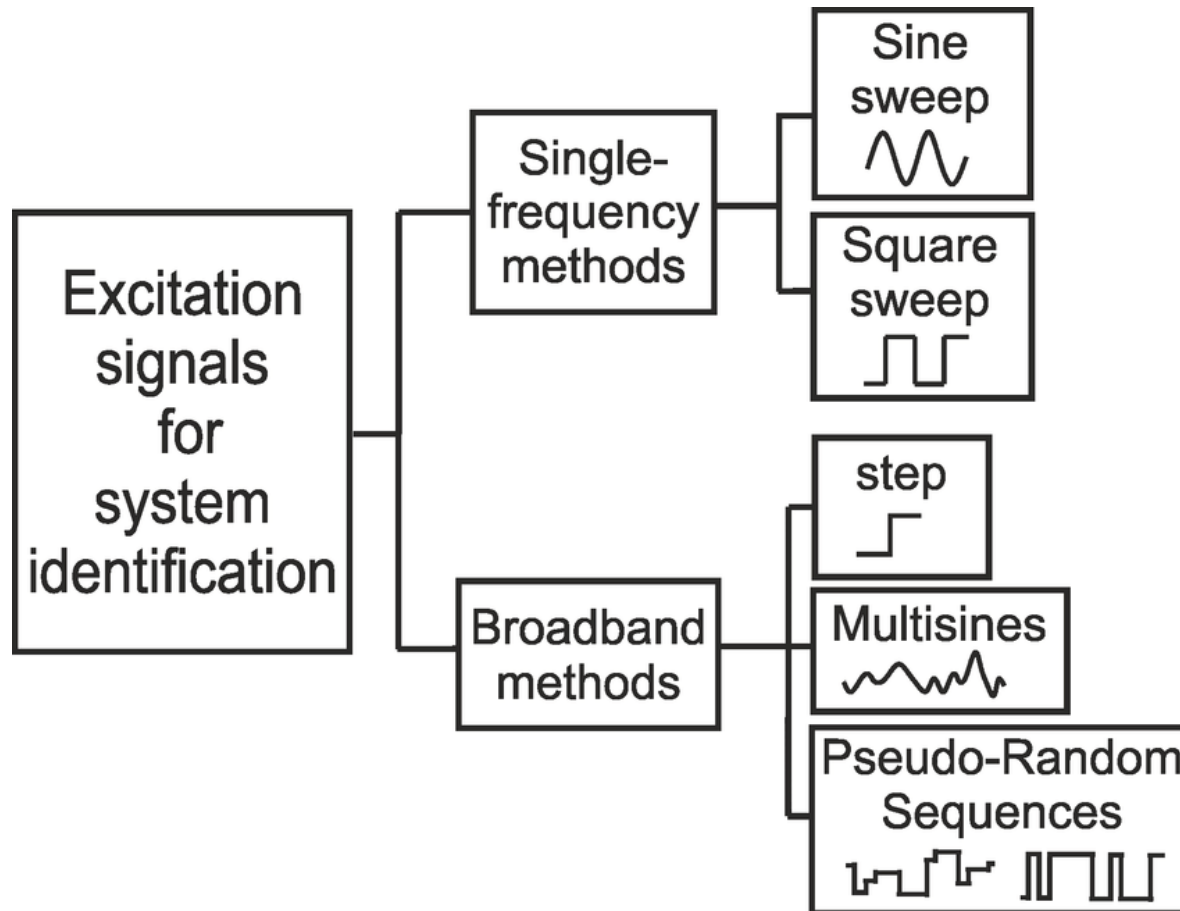 Excitation
signals
for
system
identification
Single-
frequency
methods
Sine
sweep
Square
sweep
Broadband
methods
step
Multisines
Pseudo-Random
Sequences